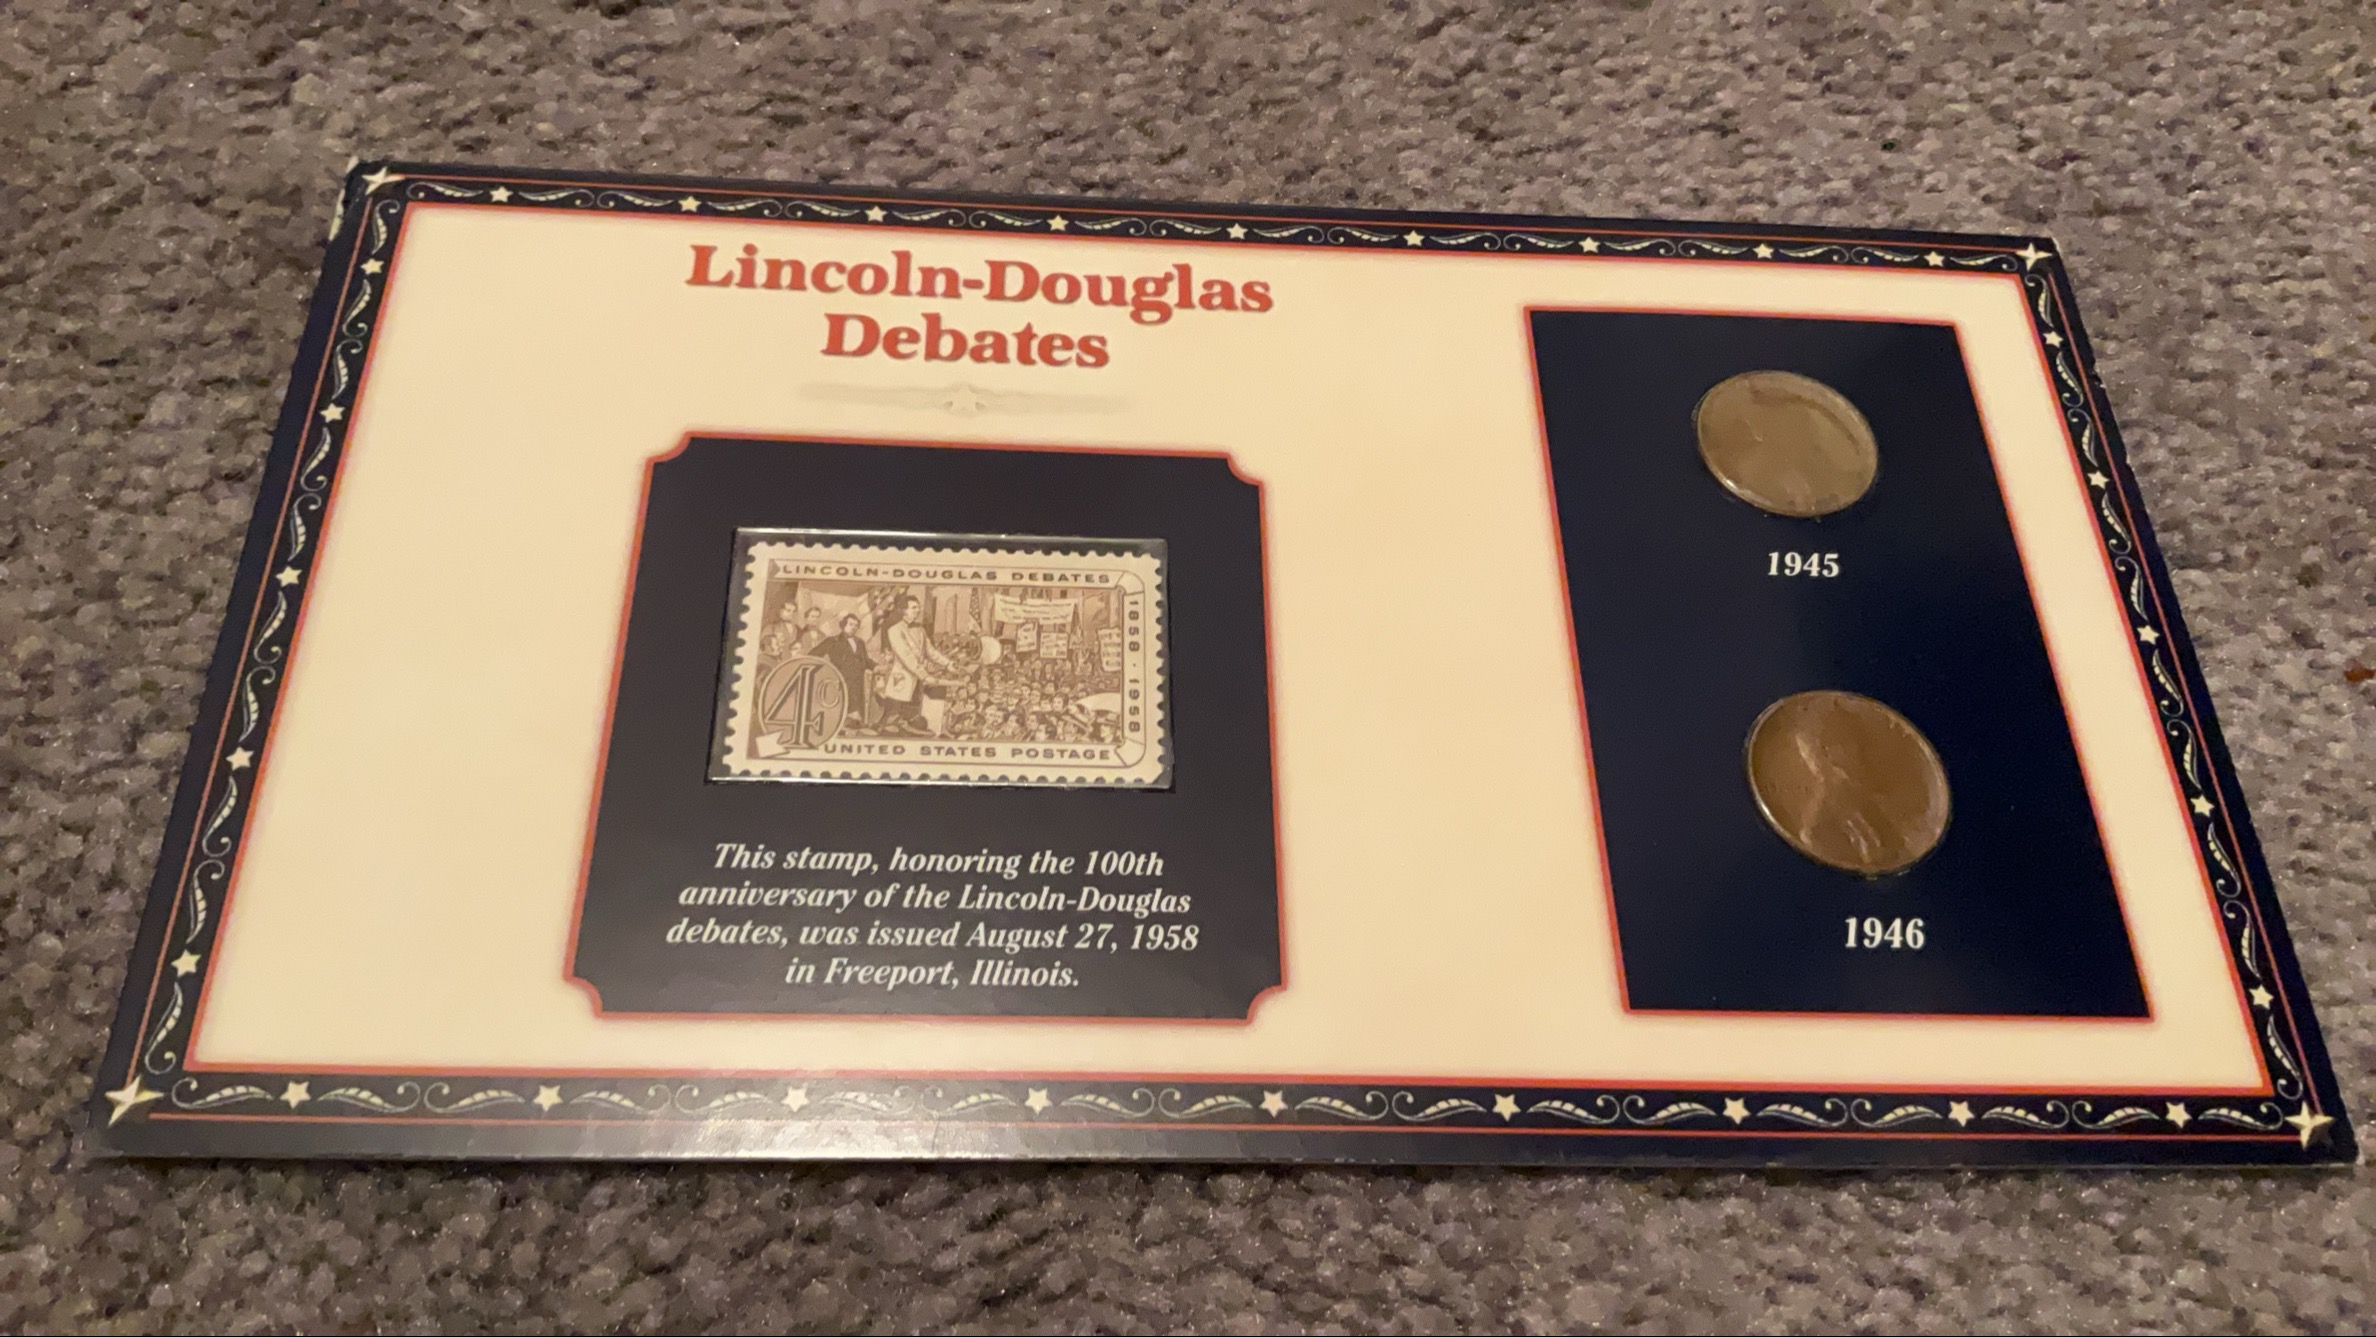 Lincoln-Douglas
Debates
LINCOLN-DOUGLAS DEBATES
1858 · 1958
4c
UNITED STATES POSTAGE
This stamp, honoring the 100th
anniversary of the Lincoln-Douglas
debates, was issued August 27, 1958
in Freeport, Illinois.
1945
1946